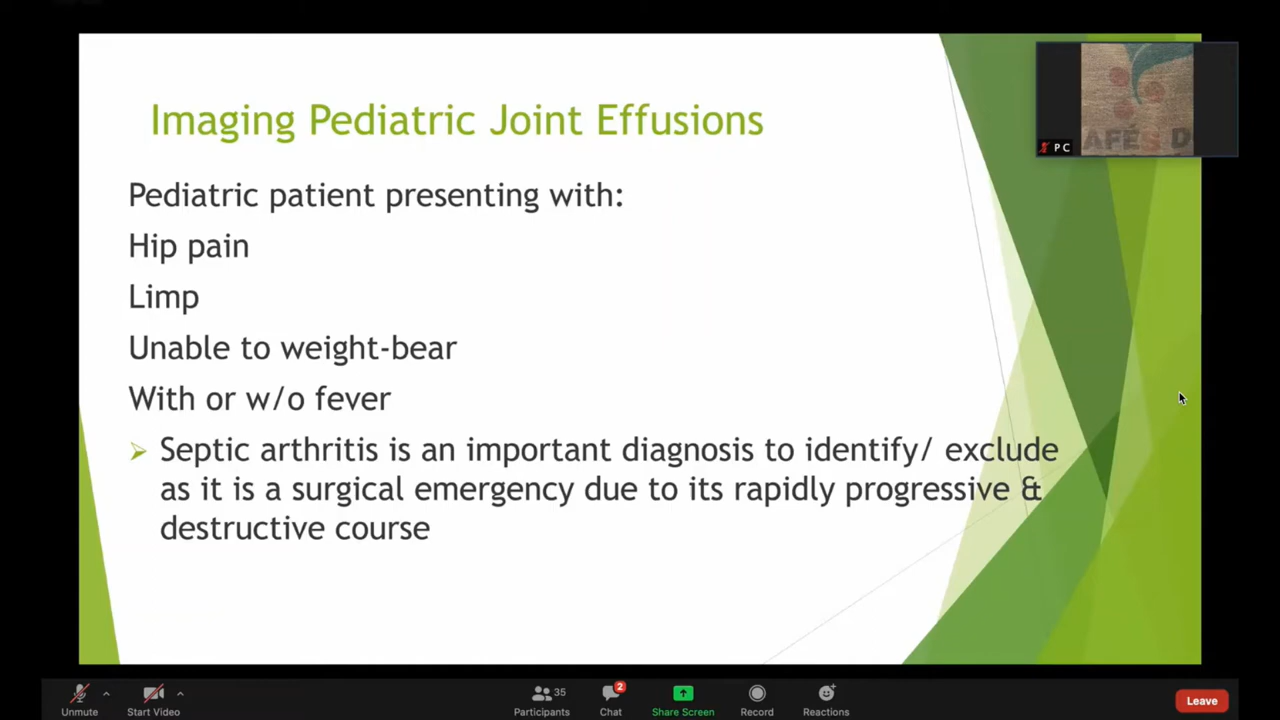 Imaging Pediatric Joint Effusions
Pediatric patient presenting with:
Hip pain
Limp
Unable to weight-bear
With or w/o fever
Septic arthritis is an important diagnosis to identify/ exclude
as it is a surgical emergency due to its rapidly progressive &
destructive course
AFÉS D
P C
Unmute
Start Video
Participants
35
Chat
2
Share Screen
Record
Reactions
Leave